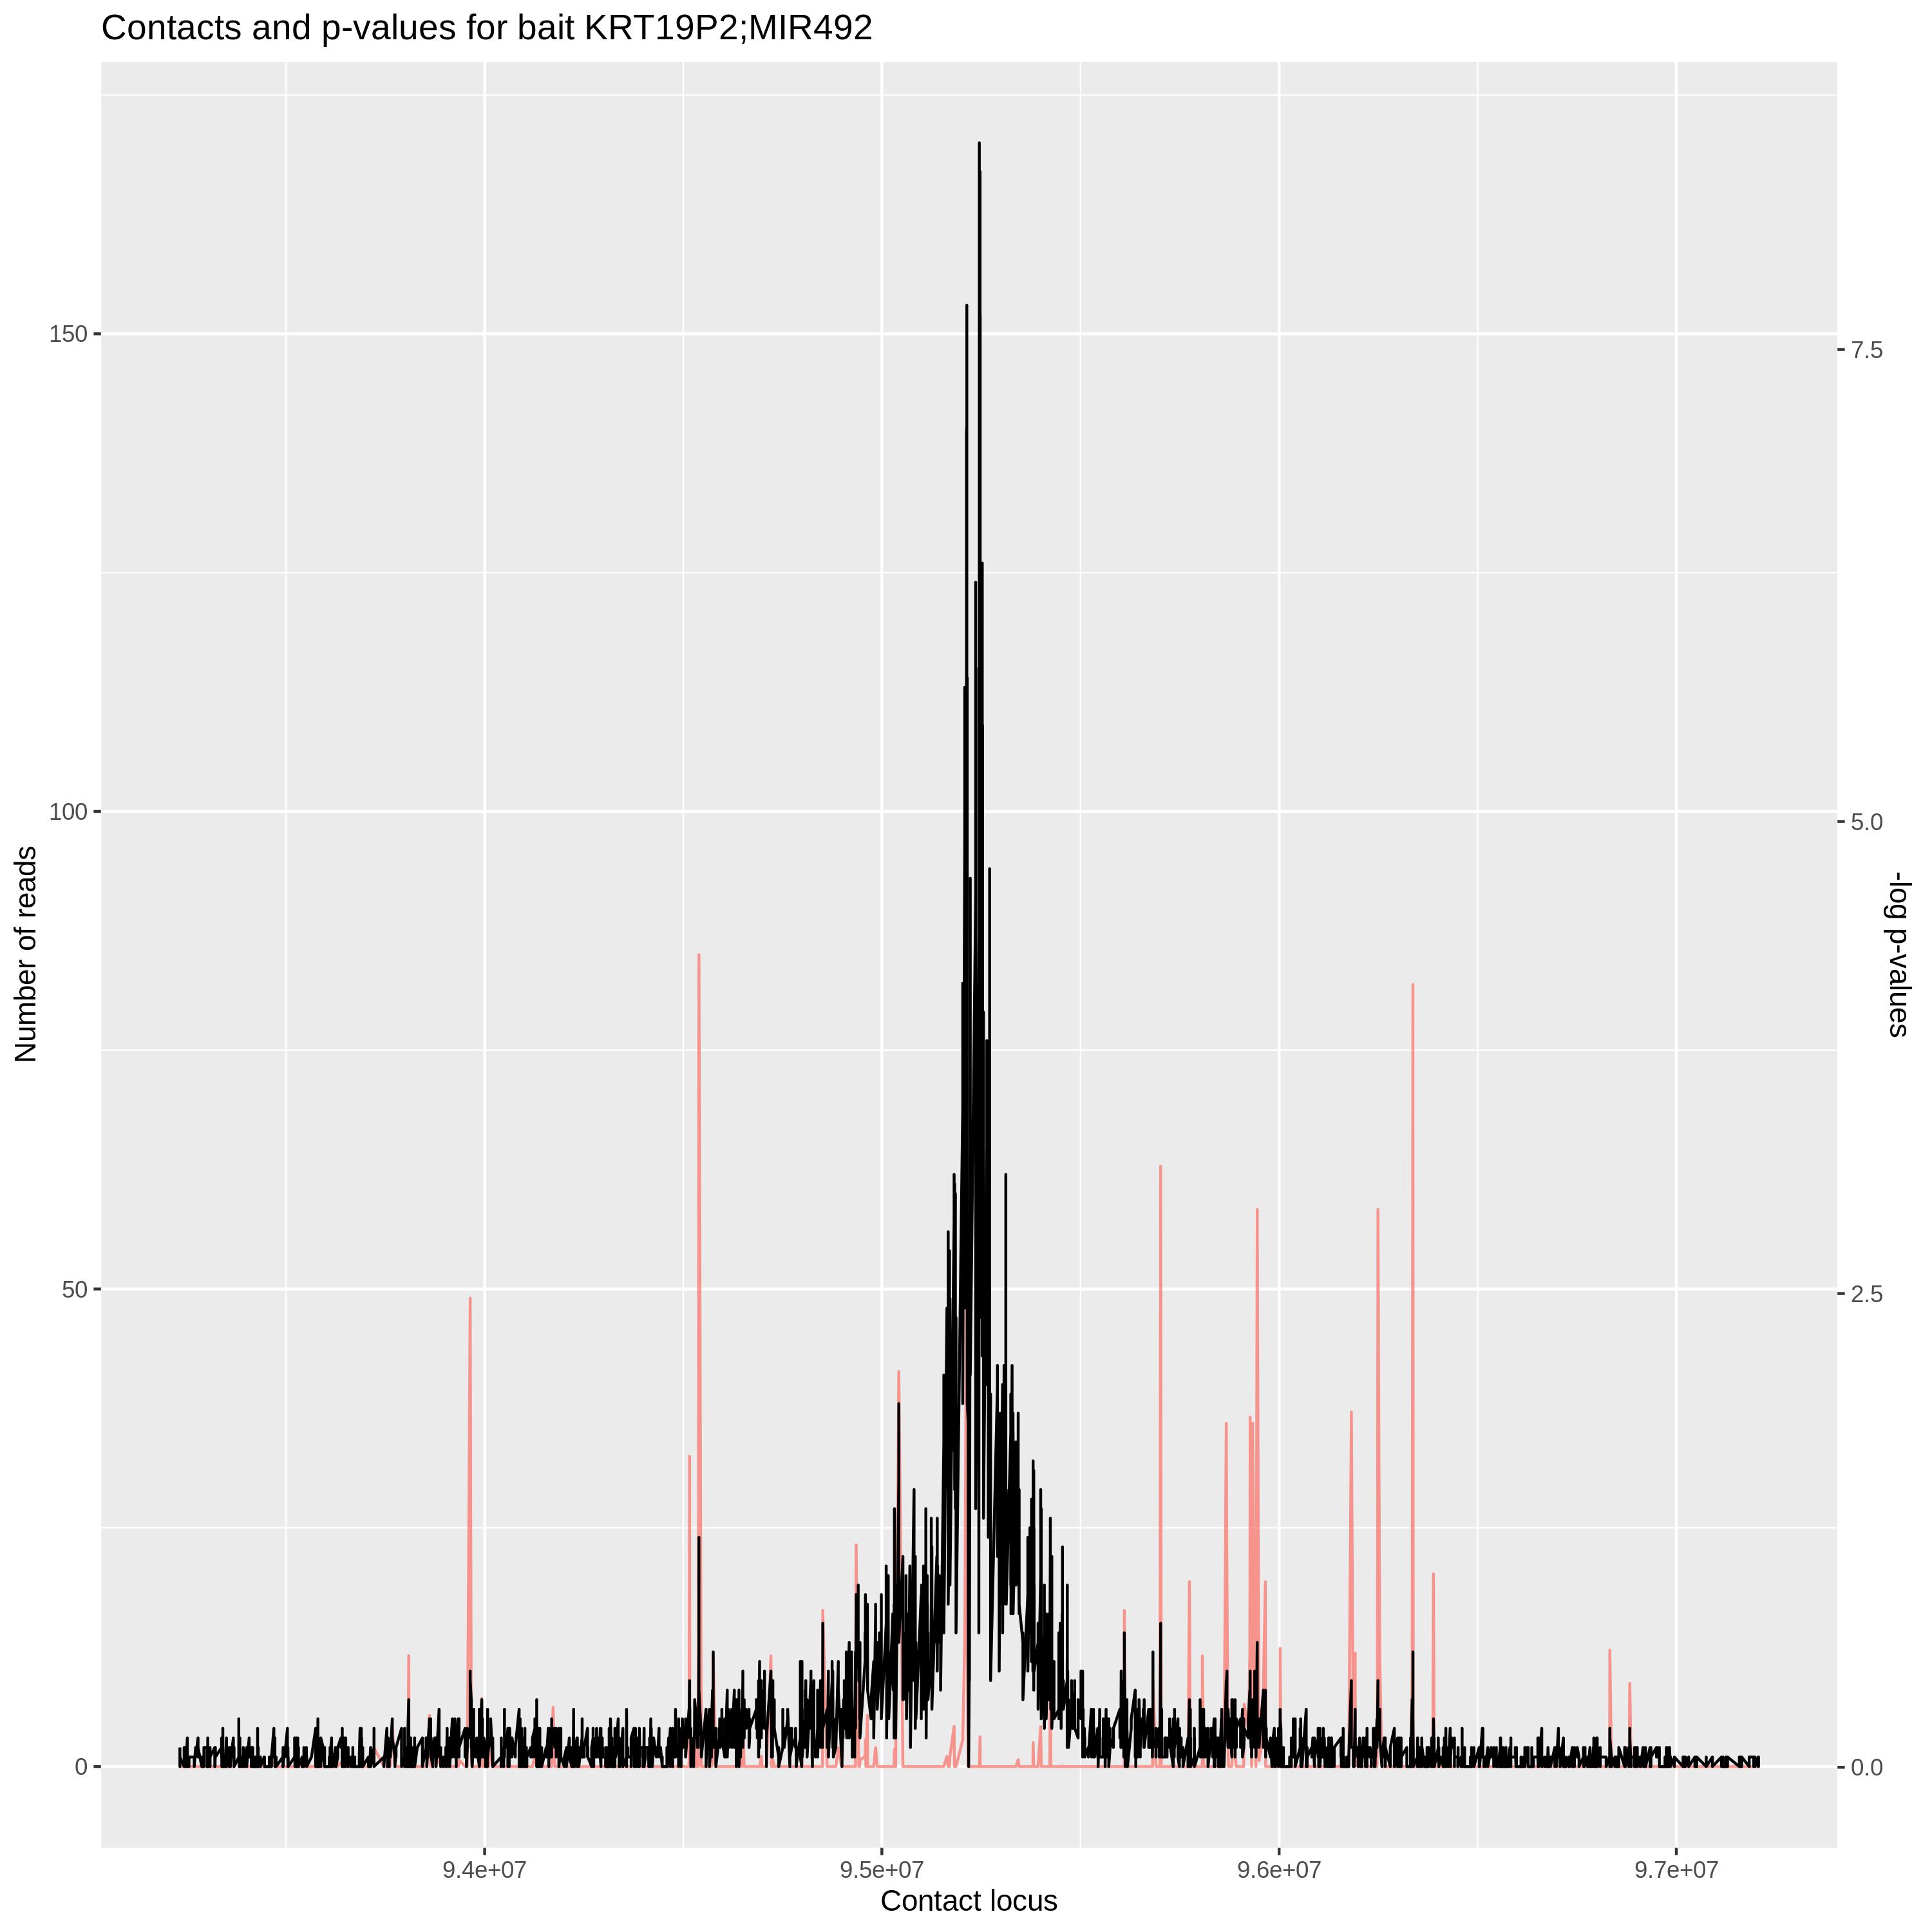 Contacts and p-values for bait KRT19P2;MIR492
150
100
50
0
Number of reads
7.5
5.0
2.5
0.0
-log p-values
9.4e+07
9.5e+07
9.6e+07
9.7e+07
Contact locus